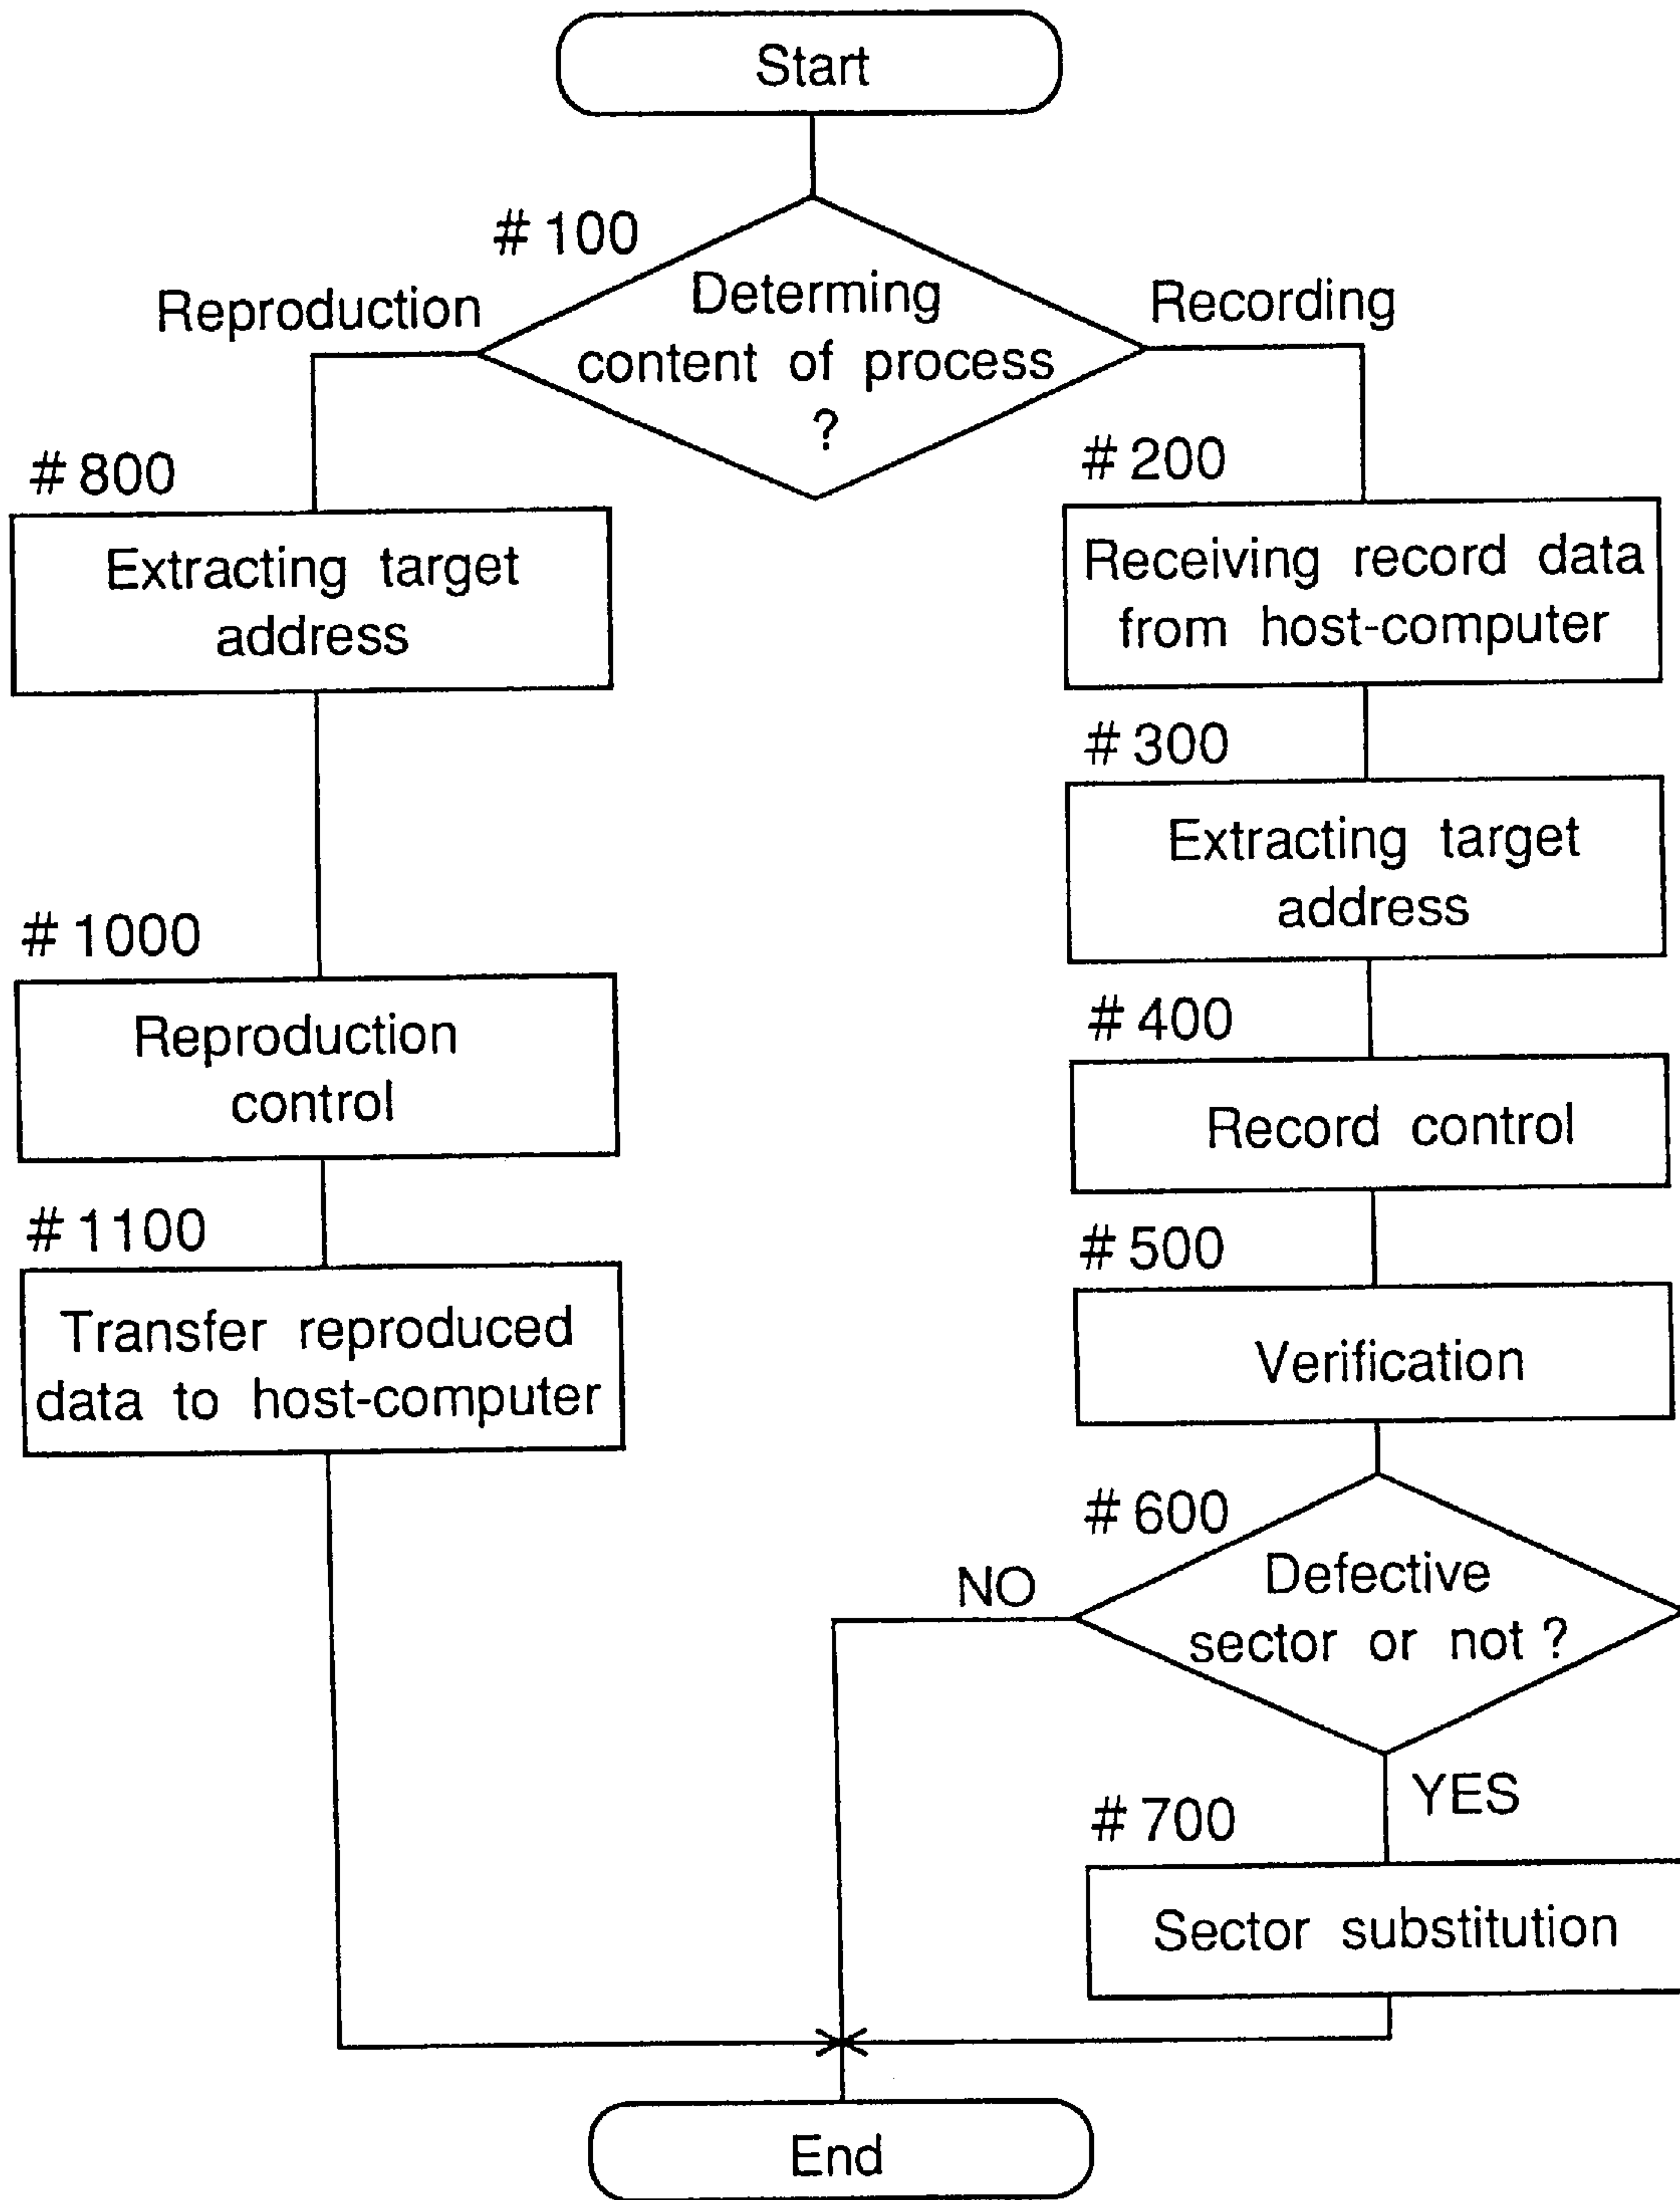 Start
# 100
Determing
content of process
?
Reproduction
Recording
# 800
Extracting target
address
# 1000
Reproduction
control
# 1100
Transfer reproduced
data to host-computer
# 200
Receiving record data
from host-computer
# 300
Extracting target
address
# 400
Record control
# 500
Verification
# 600
Defective
sector or not ?
NO
YES
# 700
Sector substitution
End